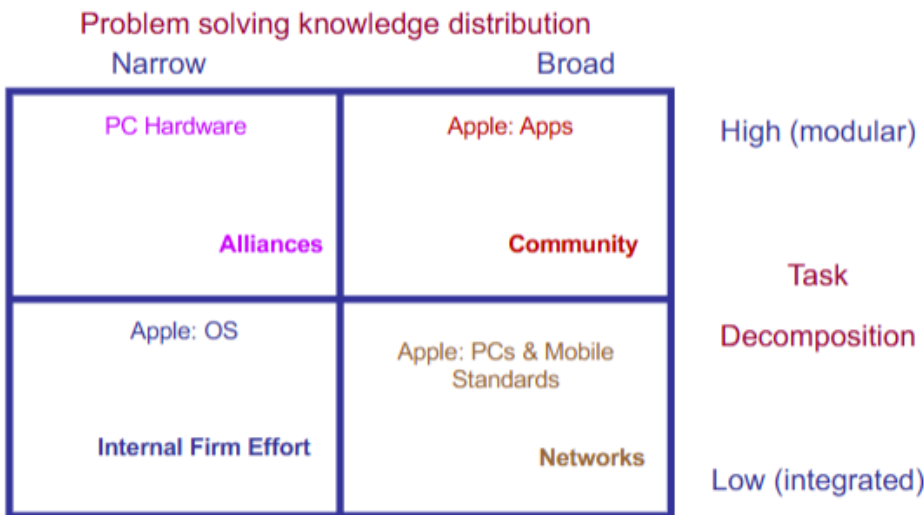 Problem solving knowledge distribution
Narrow
Broad
PC Hardware
Apple: Apps
High (modular)
Alliances
Community
Task
Decomposition
Apple: OS
Apple: PCs & Mobile
Standards
Internal Firm Effort
Networks
Low (integrated)